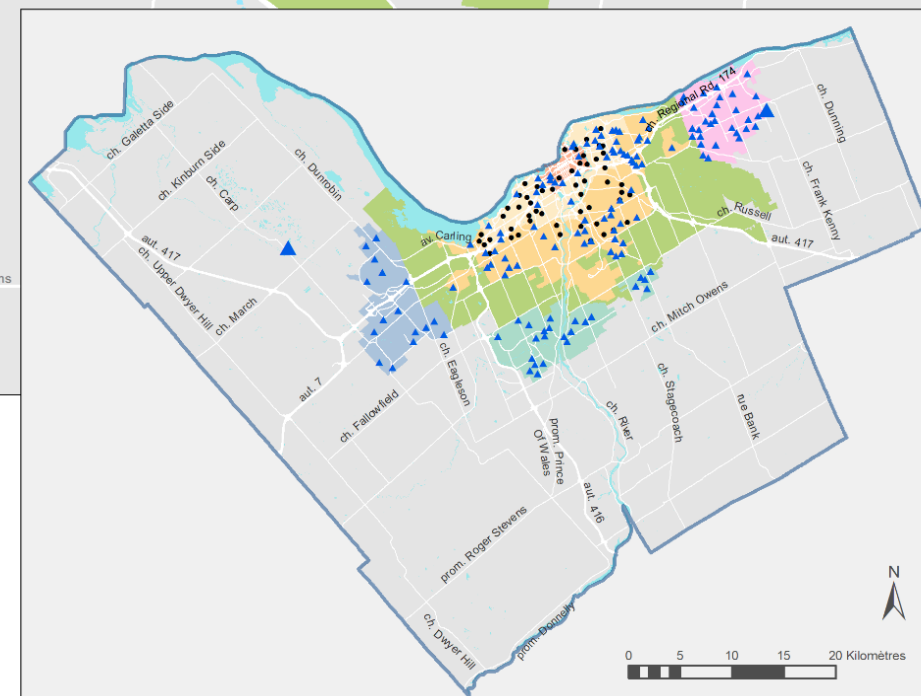 ch. Galetta Side
ch. Kinburn Side
ch. Carp
ch. Dunrobin
ch. Regional Rd. 174
ch. Dunning
ch. Frank Kenny
ch. Russell
aut. 417
av. Carling
aut. 417
ch. Upper Dwyer Hill
ch. March
ch. Mitch Owens
aut. 7
ch. Eagleson
ch. Fallowfield
ch. Stagecoach
rue Bank
ch. River
prom. Prince
Of Wales
aut. 416
prom. Roger Stevens
ch. Dwyer Hill
prom. Donnelly
N
0 5 10 15 20 Kilomètres